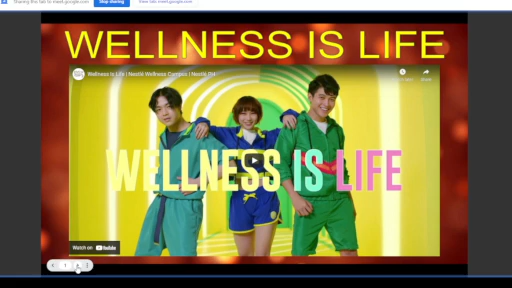 Sharing this tab to meet.google.com
Stop sharing
View tab: meet.google.com
WELLNESS IS LIFE
Wellness is Life | Nestlé Wellness Campus | Nestlé PH
Share
WELLNESS IS LIFE
Watch on YouTube
1